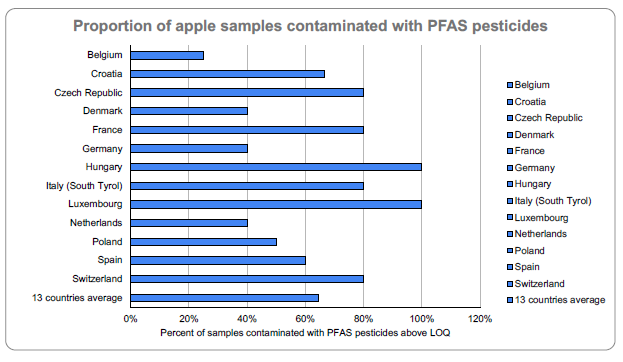 Proportion of apple samples contaminated with PFAS pesticides
Belgium
Croatia
Czech Republic
Denmark
France
Germany
Hungary
Italy (South Tyrol)
Luxembourg
Netherlands
Poland
Spain
Switzerland
13 countries average
0% 20% 40% 60% 80% 100% 120%
Percent of samples contaminated with PFAS pesticides above LOQ
Belgium
Croatia
Czech Republic
Denmark
France
Germany
Hungary
Italy (South Tyrol)
Luxembourg
Netherlands
Poland
Spain
Switzerland
13 countries average